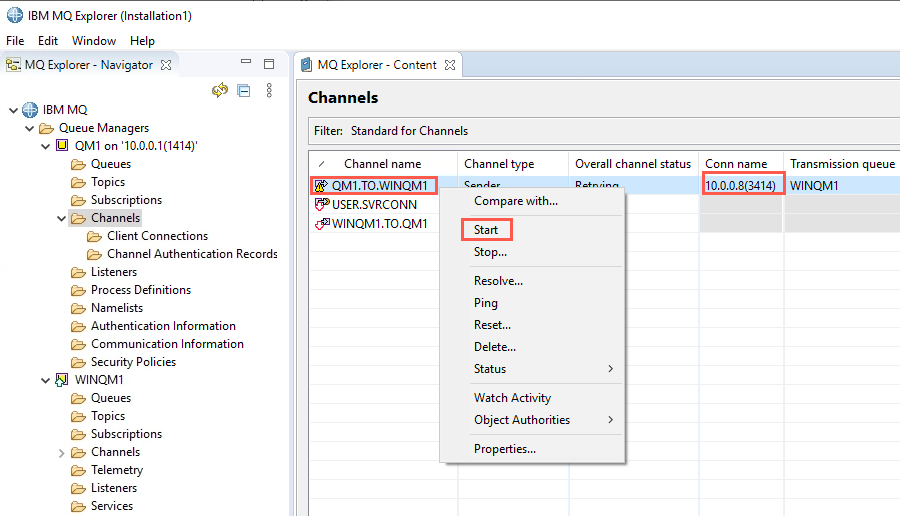 IBM MQ Explorer (Installation1)
File Edit Window Help
MQ Explorer - Navigator
IBM MQ
Queue Managers
QM1 on '10.0.0.1(1414)'
Queues
Topics
Subscriptions
Channels
Client Connections
Channel Authentication Records
Listeners
Process Definitions
Namelists
Authentication Information
Communication Information
Security Policies
WINQM1
Queues
Topics
Subscriptions
Channels
Telemetry
Listeners
Services
MQ Explorer - Content
Channels
Filter: Standard for Channels
Channel name Channel type Overall channel status Conn name Transmission queue
QM1.TO.WINQM1 Sender Retrying 10.0.0.8(3414) WINQM1
USER.SVRCONN
WINQM1.TO.QM1
Compare with...
Start
Stop...
Resolve...
Ping
Reset...
Delete...
Status
Watch Activity
Object Authorities
Properties...